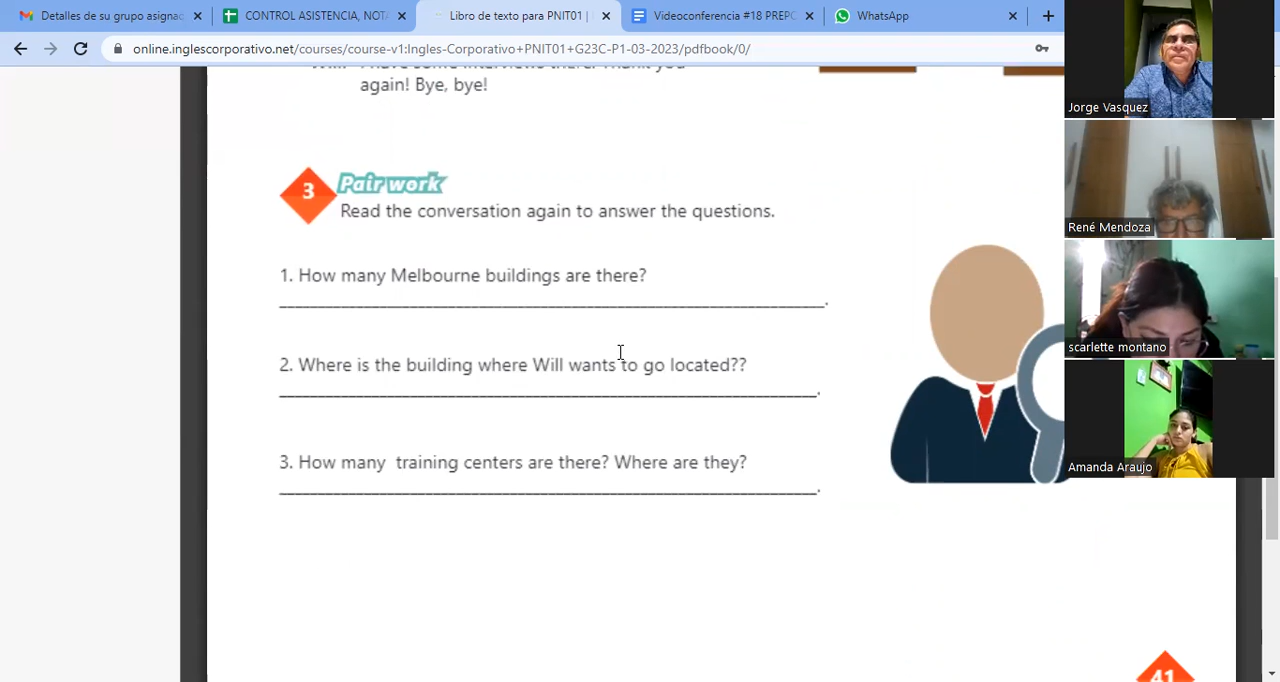 Detalles de su grupo asignac
CONTROL ASISTENCIA, NOTA
Libro de texto para PNIT01 |
Videoconferencia #18 PREPC
WhatsApp
online.inglescorporativo.net/courses/course-v1:Ingles-Corporativo+PNIT01+G23C-P1-03-2023/pdfbook/0/
again! Bye, bye!
3
Pair work
Read the conversation again to answer the questions.
1. How many Melbourne buildings are there?
2. Where is the building where Will wants to go located??
3. How many training centers are there? Where are they?
41
Jorge Vasquez
René Mendoza
scarlette montano
Amanda Araujo